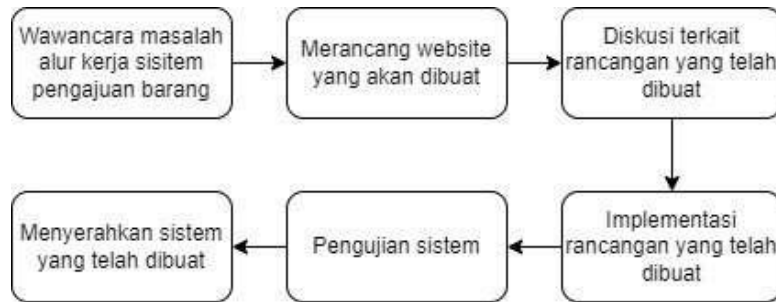 Wawancara masalah
alur kerja sisitem
pengajuan barang
Merancang website
yang akan dibuat
Diskusi terkait
rancangan yang telah
dibuat
Implementasi
rancangan yang telah
dibuat
Pengujian sistem
Menyerahkan sistem
yang telah dibuat